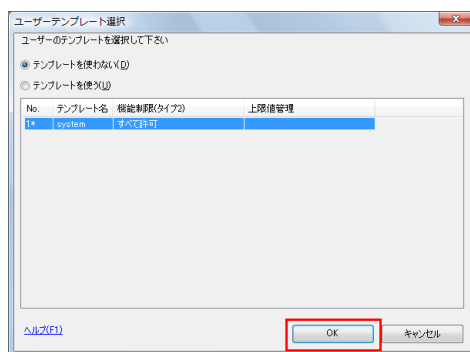 ユーザーテンプレート選択
ユーザーのテンプレートを選択して下さい
テンプレートを使わない(D)
テンプレートを使う(U)
No. テンプレート名 機能制限(タイプ2) 上限値管理
1* system すべて許可
ヘルプ(F1) OK キャンセル